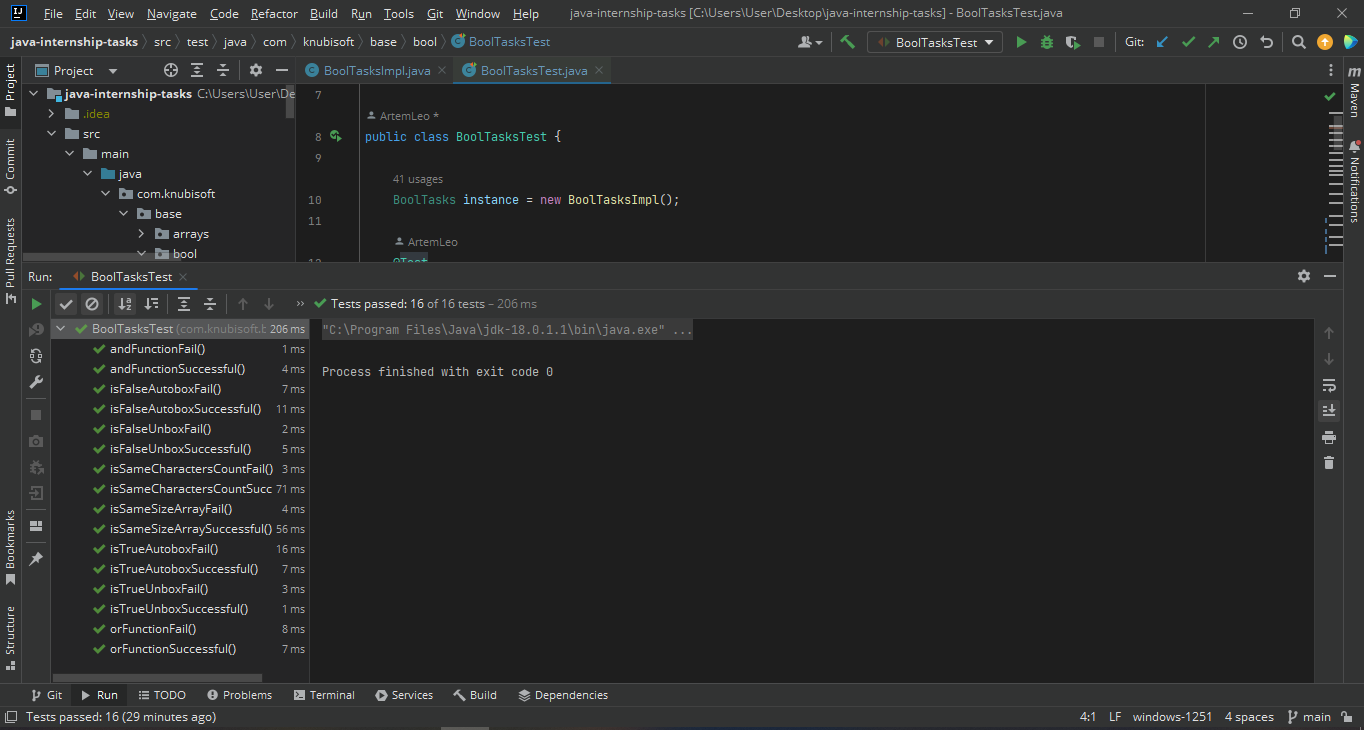 File Edit View Navigate Code Refactor Build Run Tools Git Window Help java-internship-tasks [C:\Users\User\Desktop\java-internship-tasks] - BoolTasksTest.java
java-internship-tasks src test java com knubisoft base bool BoolTasksTest BoolTasksTest Git:
Project BoolTasksImpl.java BoolTasksTest.java
java-internship-tasks C:\Users\User\De
.idea
src
main
java
com.knubisoft
base
arrays
bool
7
ArtemLeo *
8 public class BoolTasksTest {
9
41 usages
10 BoolTasks instance = new BoolTasksImpl();
11
ArtemLeo
12 @Test
Run: BoolTasksTest
Tests passed: 16 of 16 tests – 206 ms
BoolTasksTest (com.knubisoft.b 206 ms
andFunctionFail() 1 ms
andFunctionSuccessful() 4 ms
isFalseAutoboxFail() 7 ms
isFalseAutoboxSuccessful() 11 ms
isFalseUnboxFail() 2 ms
isFalseUnboxSuccessful() 5 ms
isSameCharactersCountFail() 3 ms
isSameCharactersCountSucc 71 ms
isSameSizeArrayFail() 4 ms
isSameSizeArraySuccessful() 56 ms
isTrueAutoboxFail() 16 ms
isTrueAutoboxSuccessful() 7 ms
isTrueUnboxFail() 3 ms
isTrueUnboxSuccessful() 1 ms
orFunctionFail() 8 ms
orFunctionSuccessful() 7 ms
"C:\Program Files\Java\jdk-18.0.1.1\bin\java.exe" ...
Process finished with exit code 0
Project
Commit
Pull Requests
Bookmarks
Structure
Maven
Notifications
Git Run TODO Problems Terminal Services Build Dependencies
Tests passed: 16 (29 minutes ago) 4:1 LF windows-1251 4 spaces main